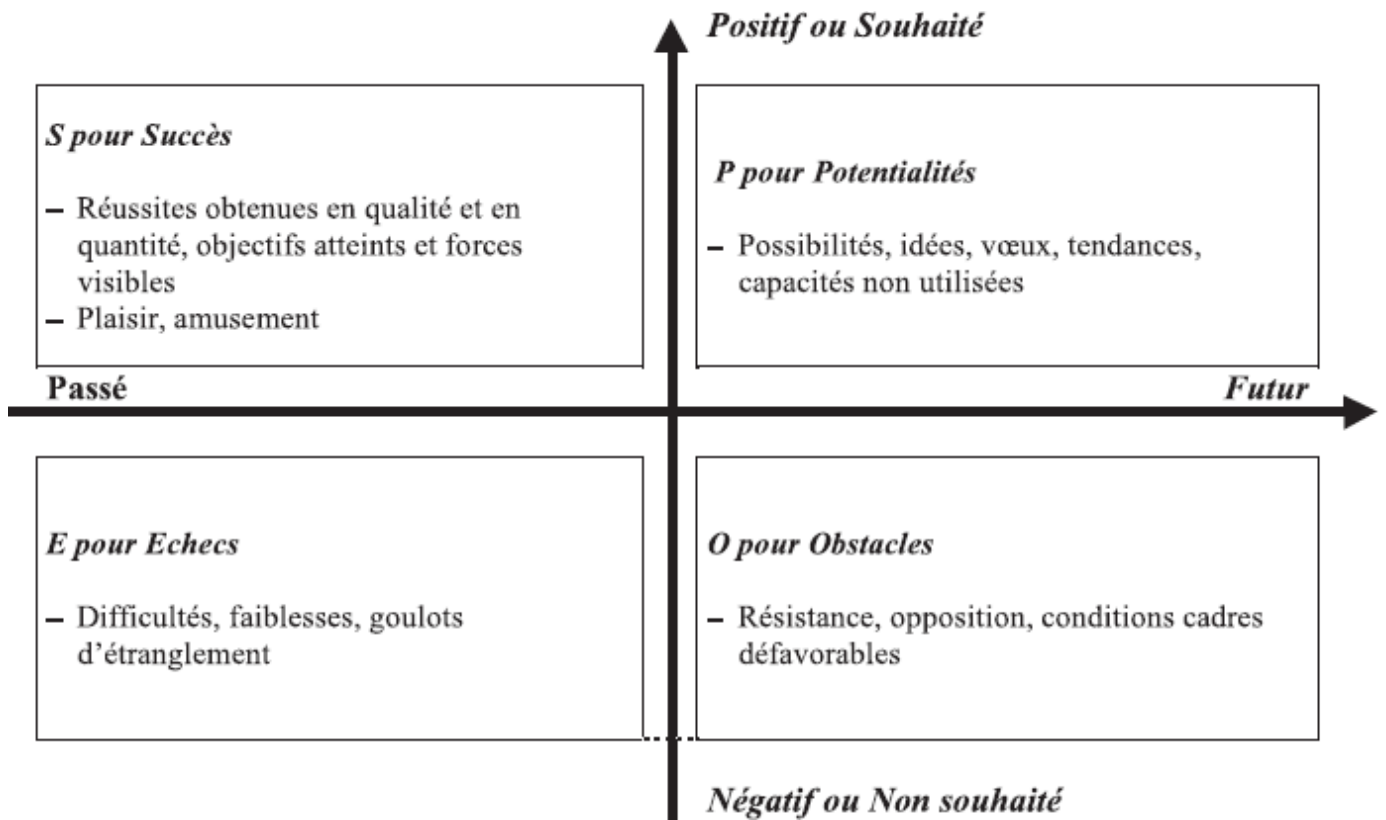 Positif ou Souhaité
S pour Succès
– Réussites obtenues en qualité et en
quantité, objectifs atteints et forces
visibles
– Plaisir, amusement
P pour Potentialités
– Possibilités, idées, vœux, tendances,
capacités non utilisées
Passé
Futur
E pour Echecs
– Difficultés, faiblesses, goulots
d’étranglement
O pour Obstacles
– Résistance, opposition, conditions cadres
défavorables
Négatif ou Non souhaité